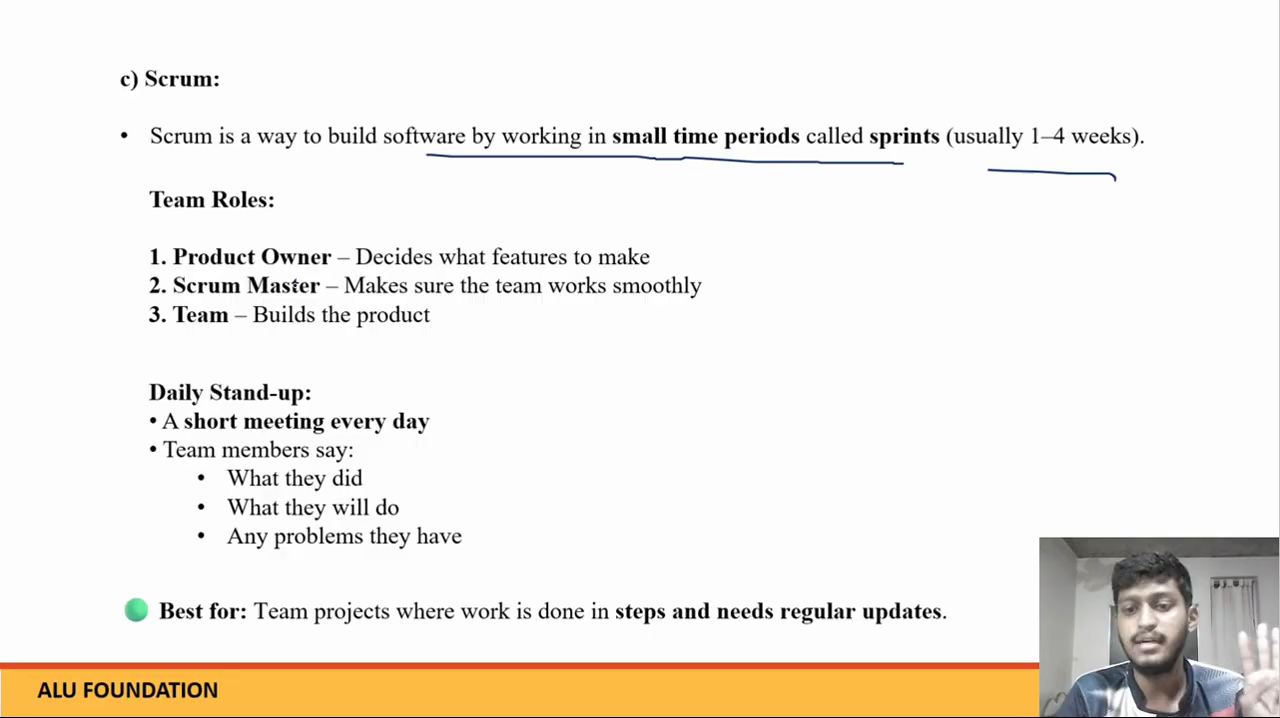 c) Scrum:
• Scrum is a way to build software by working in small time periods called sprints (usually 1–4 weeks).
Team Roles:
1. Product Owner – Decides what features to make
2. Scrum Master – Makes sure the team works smoothly
3. Team – Builds the product
Daily Stand-up:
• A short meeting every day
• Team members say:
• What they did
• What they will do
• Any problems they have
Best for: Team projects where work is done in steps and needs regular updates.
ALU FOUNDATION